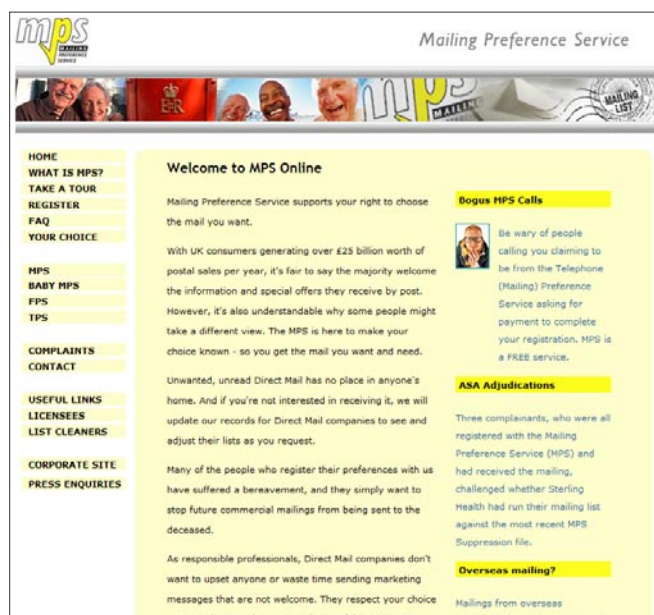 mps
MAILING
PREFERENCE
SERVICE
Mailing Preference Service
E R
mps
MAILING
MAILING
LIST
HOME
WHAT IS MPS?
TAKE A TOUR
REGISTER
FAQ
YOUR CHOICE
MPS
BABY MPS
FPS
TPS
COMPLAINTS
CONTACT
USEFUL LINKS
LICENSEES
LIST CLEANERS
CORPORATE SITE
PRESS ENQUIRIES
Welcome to MPS Online
Mailing Preference Service supports your right to choose
the mail you want.
With UK consumers generating over £25 billion worth of
postal sales per year, it's fair to say the majority welcome
the information and special offers they receive by post.
However, it's also understandable why some people might
take a different view. The MPS is here to make your
choice known - so you get the mail you want and need.
Unwanted, unread Direct Mail has no place in anyone's
home. And if you're not interested in receiving it, we will
update our records for Direct Mail companies to see and
adjust their lists as you request.
Many of the people who register their preferences with us
have suffered a bereavement, and they simply want to
stop future commercial mailings from being sent to the
deceased.
As responsible professionals, Direct Mail companies don't
want to upset anyone or waste time sending marketing
messages that are not welcome. They respect your choice
Bogus MPS Calls
Be wary of people
calling you claiming to
be from the Telephone
(Mailing) Preference
Service asking for
payment to complete
your registration. MPS is
a FREE service.
ASA Adjudications
Three complainants, who were all
registered with the Mailing
Preference Service (MPS) and
had received the mailing,
challenged whether Sterling
Health had run their mailing list
against the most recent MPS
Suppression file.
Overseas mailing?
Mailings from overseas